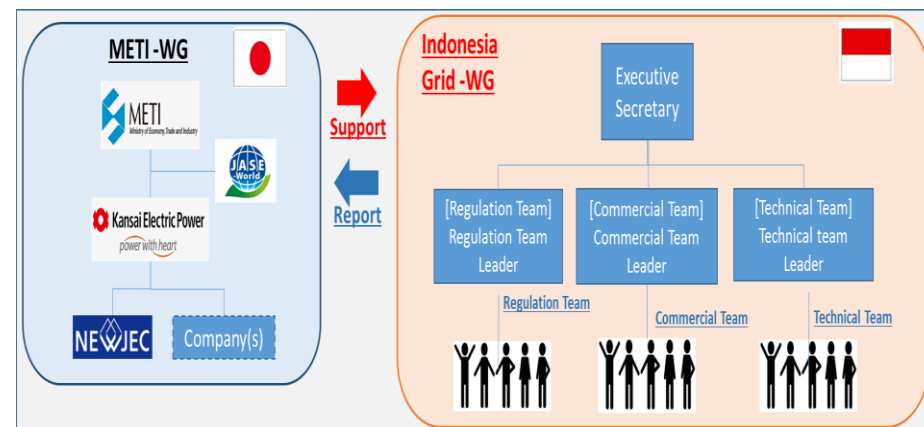 METI -WG
METI
Ministry of Economy, Trade and Industry
JASE
-World
Kansai Electric Power
power with heart
NEWJEC
Company(s)
Support
Report
Indonesia
Grid -WG
Executive
Secretary
[Regulation Team]
Regulation Team
Leader
[Commercial Team]
Commercial Team
Leader
[Technical Team]
Technical team
Leader
Regulation Team
Commercial Team
Technical Team